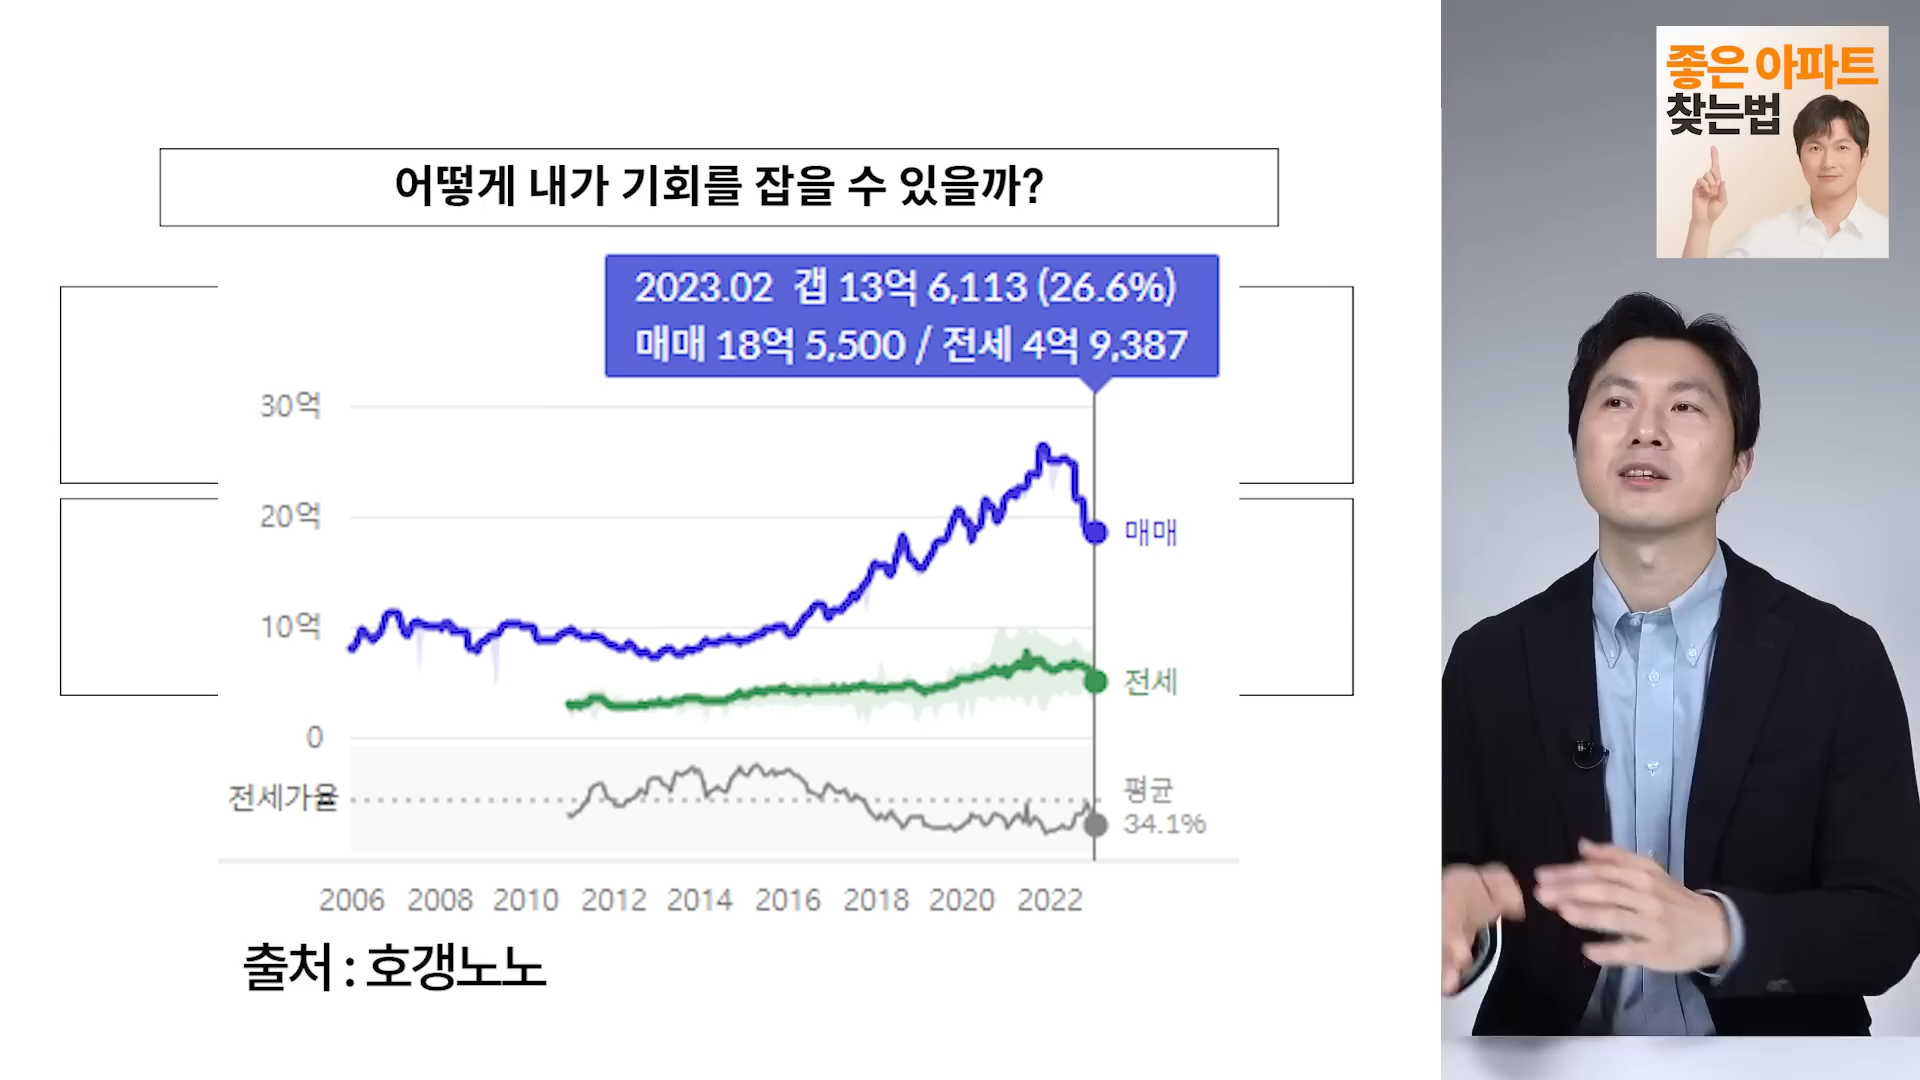 어떻게 내가 기회를 잡을 수 있을까?
좋은 아파트
찾는법
2023.02 갭 13억 6,113 (26.6%)
매매 18억 5,500 / 전세 4억 9,387
30억
20억
10억
0
매매
전세
전세가율
평균
34.1%
2006 2008 2010 2012 2014 2016 2018 2020 2022
출처 : 호갱노노